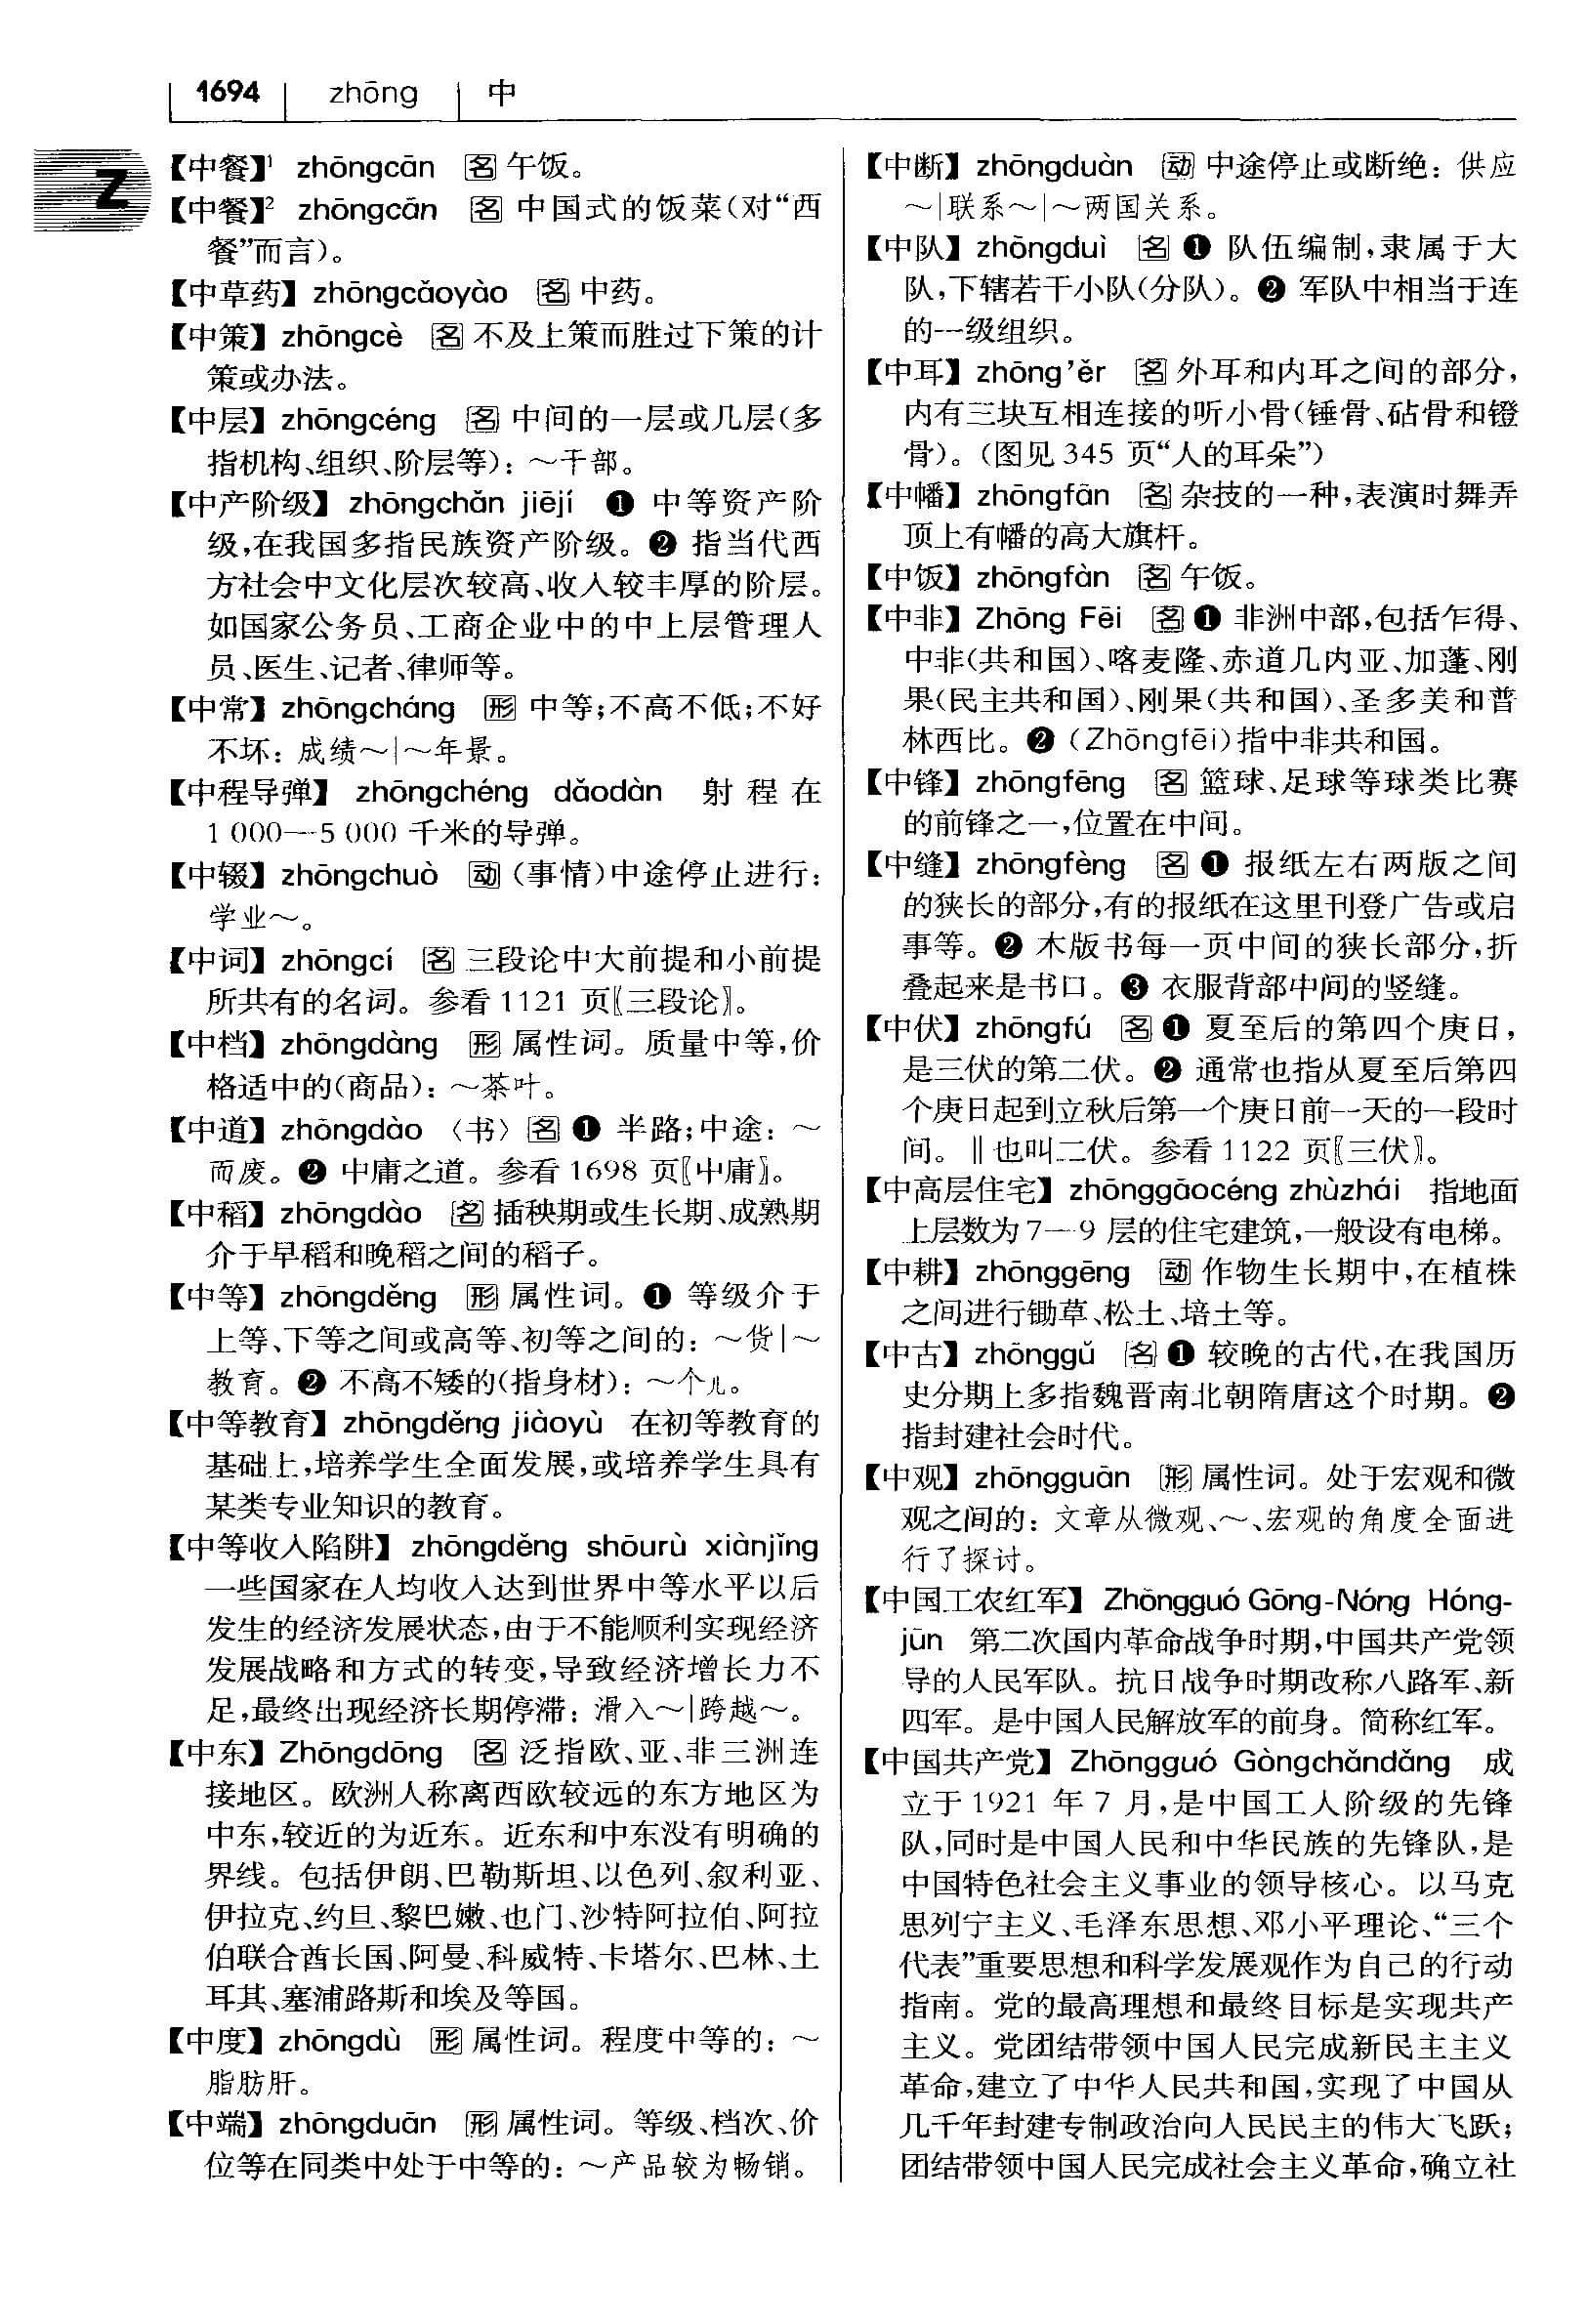 1694 zhōng 中
Z
【中餐】¹ zhōngcān 名 午饭。
【中餐】² zhōngcān 名 中国式的饭菜(对“西
餐”而言)。
【中草药】zhōngcǎoyào 名 中药。
【中策】zhōngcè 名 不及上策而胜过下策的计
策或办法。
【中层】zhōngcéng 名 中间的一层或几层(多
指机构、组织、阶层等)：～干部。
【中产阶级】zhōngchǎn jiējí ❶ 中等资产阶
级,在我国多指民族资产阶级。❷ 指当代西
方社会中文化层次较高、收入较丰厚的阶层。
如国家公务员、工商企业中的中上层管理人
员、医生、记者、律师等。
【中常】zhōngcháng 形 中等;不高不低;不好
不坏：成绩～|～年景。
【中程导弹】zhōngchéng dǎodàn 射程在
1 000—5 000 千米的导弹。
【中辍】zhōngchuò 动 (事情)中途停止进行：
学业～。
【中词】zhōngcí 名 三段论中大前提和小前提
所共有的名词。参看 1121 页〖三段论〗。
【中档】zhōngdàng 形 属性词。质量中等,价
格适中的(商品)：～茶叶。
【中道】zhōngdào 〈书〉名 ❶ 半路;中途：～
而废。❷ 中庸之道。参看 1698 页〖中庸〗。
【中稻】zhōngdào 名 插秧期或生长期、成熟期
介于早稻和晚稻之间的稻子。
【中等】zhōngděng 形 属性词。❶ 等级介于
上等、下等之间或高等、初等之间的：～货|～
教育。❷ 不高不矮的(指身材)：～个儿。
【中等教育】zhōngděng jiàoyù 在初等教育的
基础上,培养学生全面发展,或培养学生具有
某类专业知识的教育。
【中等收入陷阱】zhōngděng shōurù xiànjǐng
一些国家在人均收入达到世界中等水平以后
发生的经济发展状态,由于不能顺利实现经济
发展战略和方式的转变,导致经济增长力不
足,最终出现经济长期停滞：滑入～|跨越～。
【中东】Zhōngdōng 名 泛指欧、亚、非三洲连
接地区。欧洲人称离西欧较远的东方地区为
中东,较近的为近东。近东和中东没有明确的
界线。包括伊朗、巴勒斯坦、以色列、叙利亚、
伊拉克、约旦、黎巴嫩、也门、沙特阿拉伯、阿拉
伯联合酋长国、阿曼、科威特、卡塔尔、巴林、土
耳其、塞浦路斯和埃及等国。
【中度】zhōngdù 形 属性词。程度中等的：～
脂肪肝。
【中端】zhōngduān 形 属性词。等级、档次、价
位等在同类中处于中等的：～产品较为畅销。
【中断】zhōngduàn 动 中途停止或断绝：供应
～|联系～|～两国关系。
【中队】zhōngduì 名 ❶ 队伍编制,隶属于大
队,下辖若干小队(分队)。❷ 军队中相当于连
的一级组织。
【中耳】zhōng’ěr 名 外耳和内耳之间的部分,
内有三块互相连接的听小骨(锤骨、砧骨和镫
骨)。(图见 345 页“人的耳朵”)
【中幡】zhōngfān 名 杂技的一种,表演时舞弄
顶上有幡的高大旗杆。
【中饭】zhōngfàn 名 午饭。
【中非】Zhōng Fēi 名 ❶ 非洲中部,包括乍得、
中非(共和国)、喀麦隆、赤道几内亚、加蓬、刚
果(民主共和国)、刚果(共和国)、圣多美和普
林西比。❷ (Zhōngfēi)指中非共和国。
【中锋】zhōngfēng 名 篮球、足球等球类比赛
的前锋之一,位置在中间。
【中缝】zhōngfèng 名 ❶ 报纸左右两版之间
的狭长的部分,有的报纸在这里刊登广告或启
事等。❷ 木版书每一页中间的狭长部分,折
叠起来是书口。❸ 衣服背部中间的竖缝。
【中伏】zhōngfú 名 ❶ 夏至后的第四个庚日,
是三伏的第二伏。❷ 通常也指从夏至后第四
个庚日起到立秋后第一个庚日前一天的一段时
间。‖也叫二伏。参看 1122 页〖三伏〗。
【中高层住宅】zhōnggāocéng zhùzhái 指地面
上层数为 7—9 层的住宅建筑,一般设有电梯。
【中耕】zhōnggēng 动 作物生长期中,在植株
之间进行锄草、松土、培土等。
【中古】zhōnggǔ 名 ❶ 较晚的古代,在我国历
史分期上多指魏晋南北朝隋唐这个时期。❷
指封建社会时代。
【中观】zhōngguān 形 属性词。处于宏观和微
观之间的：文章从微观、～、宏观的角度全面进
行了探讨。
【中国工农红军】Zhōngguó Gōng-Nóng Hóng-
jūn 第二次国内革命战争时期,中国共产党领
导的人民军队。抗日战争时期改称八路军、新
四军。是中国人民解放军的前身。简称红军。
【中国共产党】Zhōngguó Gòngchǎndǎng 成
立于 1921 年 7 月,是中国工人阶级的先锋
队,同时是中国人民和中华民族的先锋队,是
中国特色社会主义事业的领导核心。以马克
思列宁主义、毛泽东思想、邓小平理论、“三个
代表”重要思想和科学发展观作为自己的行动
指南。党的最高理想和最终目标是实现共产
主义。党团结带领中国人民完成新民主主义
革命,建立了中华人民共和国,实现了中国从
几千年封建专制政治向人民民主的伟大飞跃;
团结带领中国人民完成社会主义革命,确立社